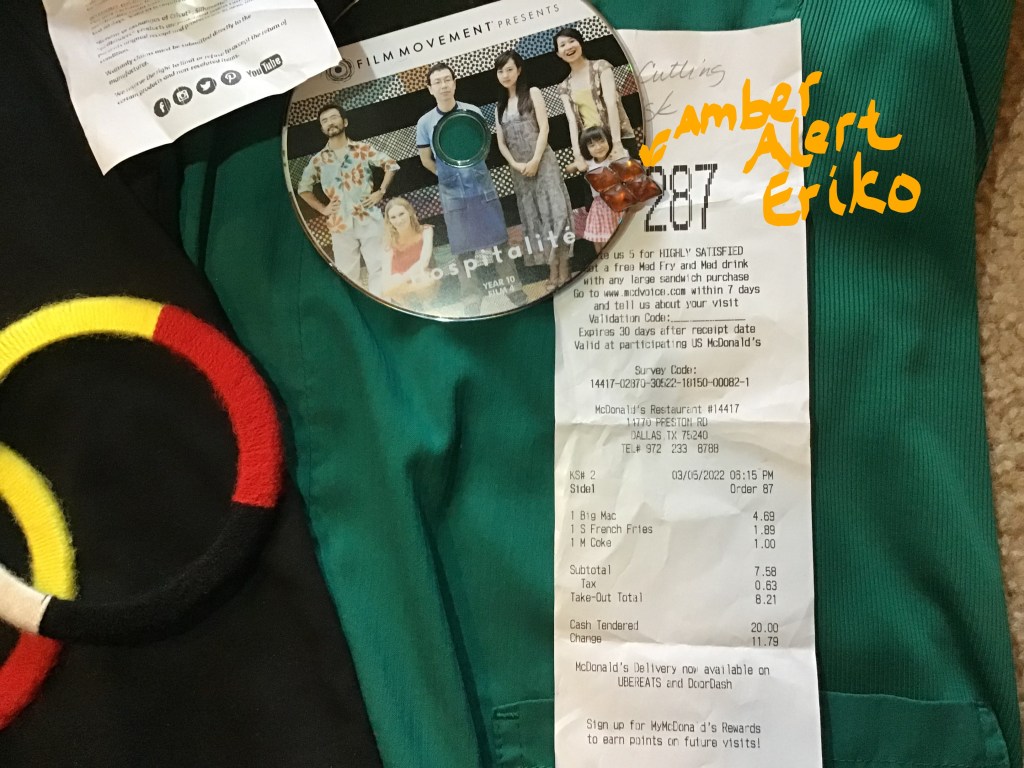 manufacturer.
YouTube
FILM MOVEMENT PRESENTS
hospitalité
YEAR 10
FILM 4
Cutling
sk
Amber
Alert
Eriko
287
us 5 for HIGHLY SATISFIED
a free Med Fry and Med drink
with any large sandwich purchase
Go to www.mcdvoice.com within 7 days
and tell us about your visit
Validation Code:____________
Expires 30 days after receipt date
Valid at participating US McDonald's
Survey Code:
14417-02870-30522-18150-00082-1
McDonald's Restaurant #14417
11770 PRESTON RD
DALLAS TX 75240
TEL# 972 233 8788
KS# 2 03/05/2022 06:15 PM
Side1 Order 87
1 Big Mac 4.69
1 S French Fries 1.89
1 M Coke 1.00
Subtotal 7.58
Tax 0.63
Take-Out Total 8.21
Cash Tendered 20.00
Change 11.79
McDonald's Delivery now available on
UBEREATS and DoorDash
Sign up for MyMcDonald's Rewards
to earn points on future visits!